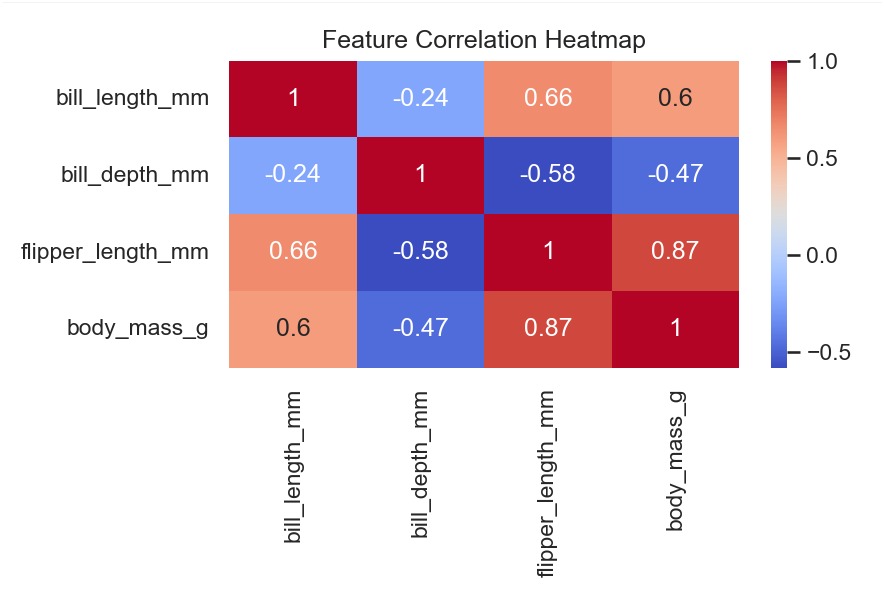 Feature Correlation Heatmap
bill_length_mm 1 -0.24 0.66 0.6
bill_depth_mm -0.24 1 -0.58 -0.47
flipper_length_mm 0.66 -0.58 1 0.87
body_mass_g 0.6 -0.47 0.87 1
bill_length_mm
bill_depth_mm
flipper_length_mm
body_mass_g
1.0
0.5
0.0
−0.5